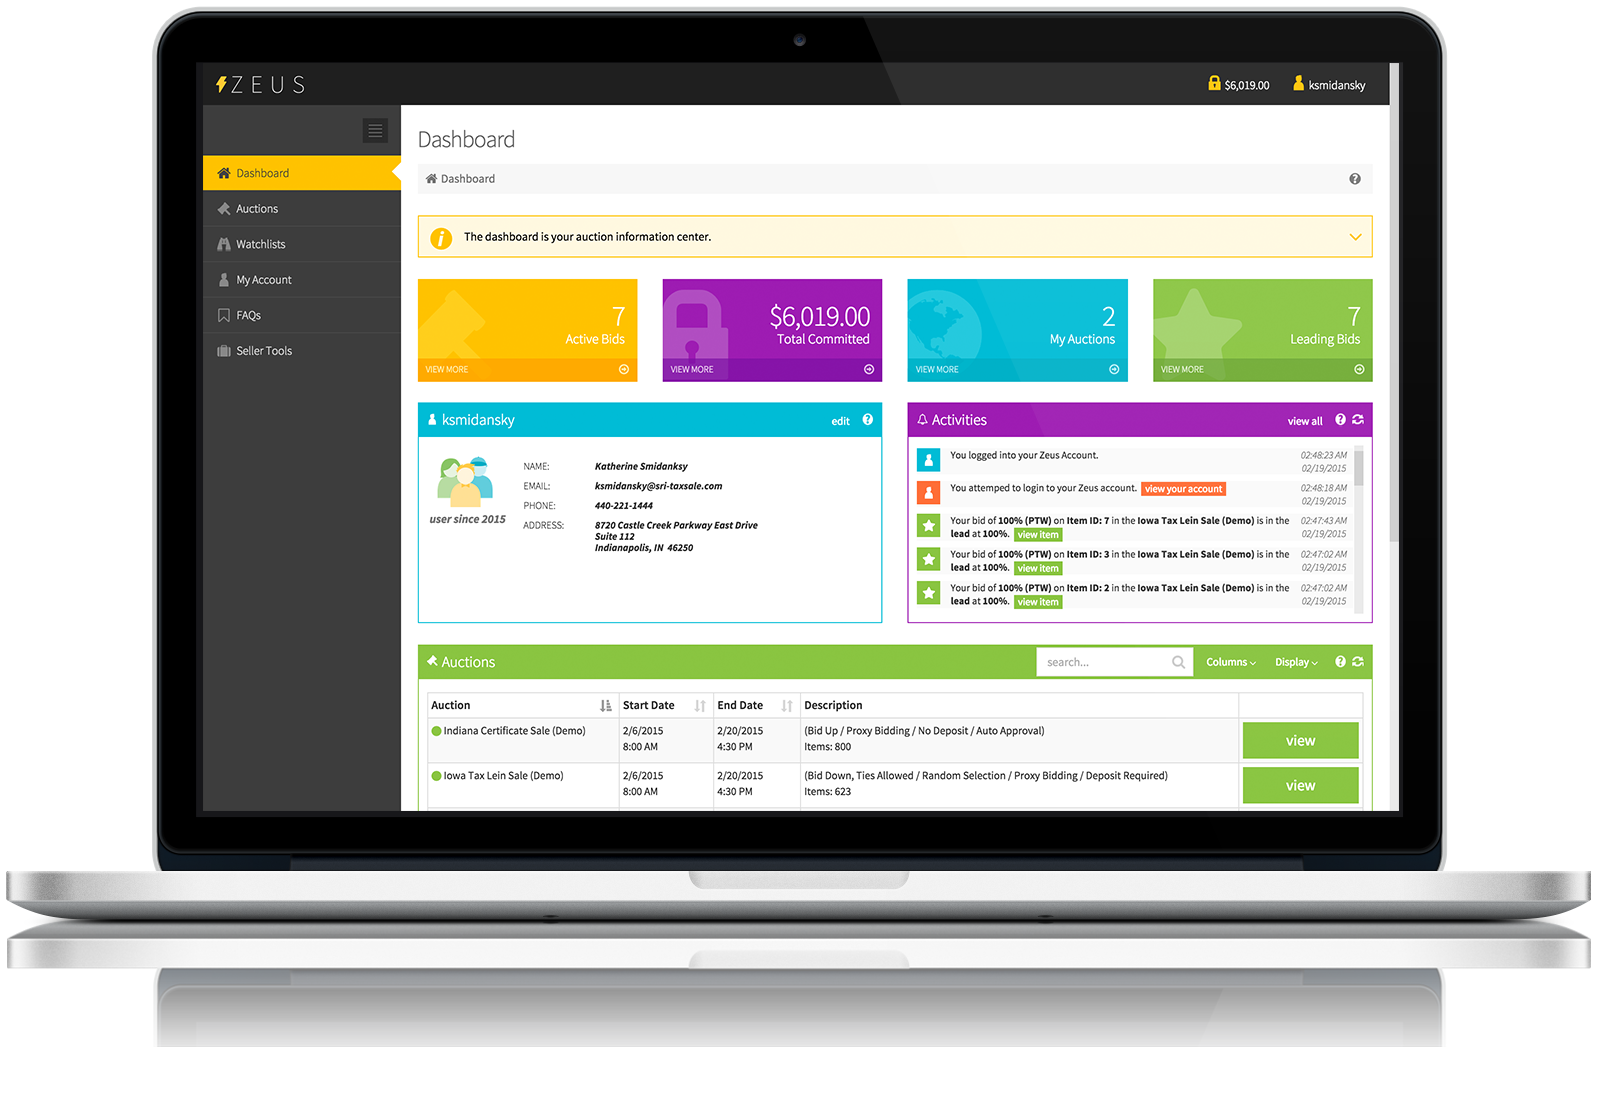 ZEUS
$6,019.00
ksmidansky
Dashboard
Dashboard
Auctions
Watchlists
My Account
FAQs
Seller Tools
Dashboard
The dashboard is your auction information center.
7
Active Bids
VIEW MORE
$6,019.00
Total Committed
VIEW MORE
2
My Auctions
VIEW MORE
7
Leading Bids
VIEW MORE
ksmidansky
edit
user since 2015
NAME: Katherine Smidanksy
EMAIL: ksmidansky@sri-taxsale.com
PHONE: 440-221-1444
ADDRESS: 8720 Castle Creek Parkway East Drive
Suite 112
Indianapolis, IN 46250
Activities
view all
You logged into your Zeus Account. 02:48:23 AM
02/19/2015
You attemped to login to your Zeus account. view your account 02:48:18 AM
02/19/2015
Your bid of 100% (PTW) on Item ID: 7 in the Iowa Tax Lein Sale (Demo) is in the 02:47:43 AM
lead at 100%. view item 02/19/2015
Your bid of 100% (PTW) on Item ID: 3 in the Iowa Tax Lein Sale (Demo) is in the 02:47:02 AM
lead at 100%. view item 02/19/2015
Your bid of 100% (PTW) on Item ID: 2 in the Iowa Tax Lein Sale (Demo) is in the 02:47:02 AM
lead at 100%. view item 02/19/2015
Auctions
search...
Columns
Display
Auction Start Date End Date Description
Indiana Certificate Sale (Demo) 2/6/2015 2/20/2015 (Bid Up / Proxy Bidding / No Deposit / Auto Approval)
8:00 AM 4:30 PM Items: 800
view
Iowa Tax Lein Sale (Demo) 2/6/2015 2/20/2015 (Bid Down, Ties Allowed / Random Selection / Proxy Bidding / Deposit Required)
8:00 AM 4:30 PM Items: 623
view